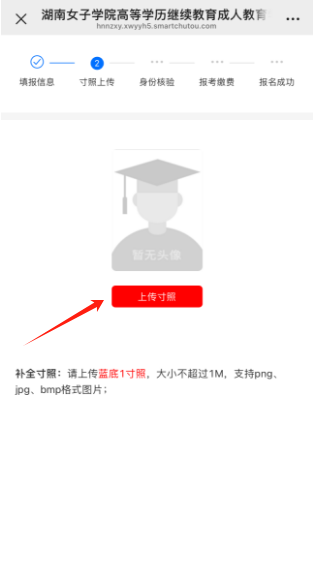 湖南女子学院高等学历继续教育成人教育
hnnzxy.xwyyh5.smartchutou.com
2
填报信息 寸照上传 身份核验 报考缴费 报名成功
暂无头像
上传寸照
补全寸照：请上传蓝底1寸照，大小不超过1M，支持png、
jpg、bmp格式图片；